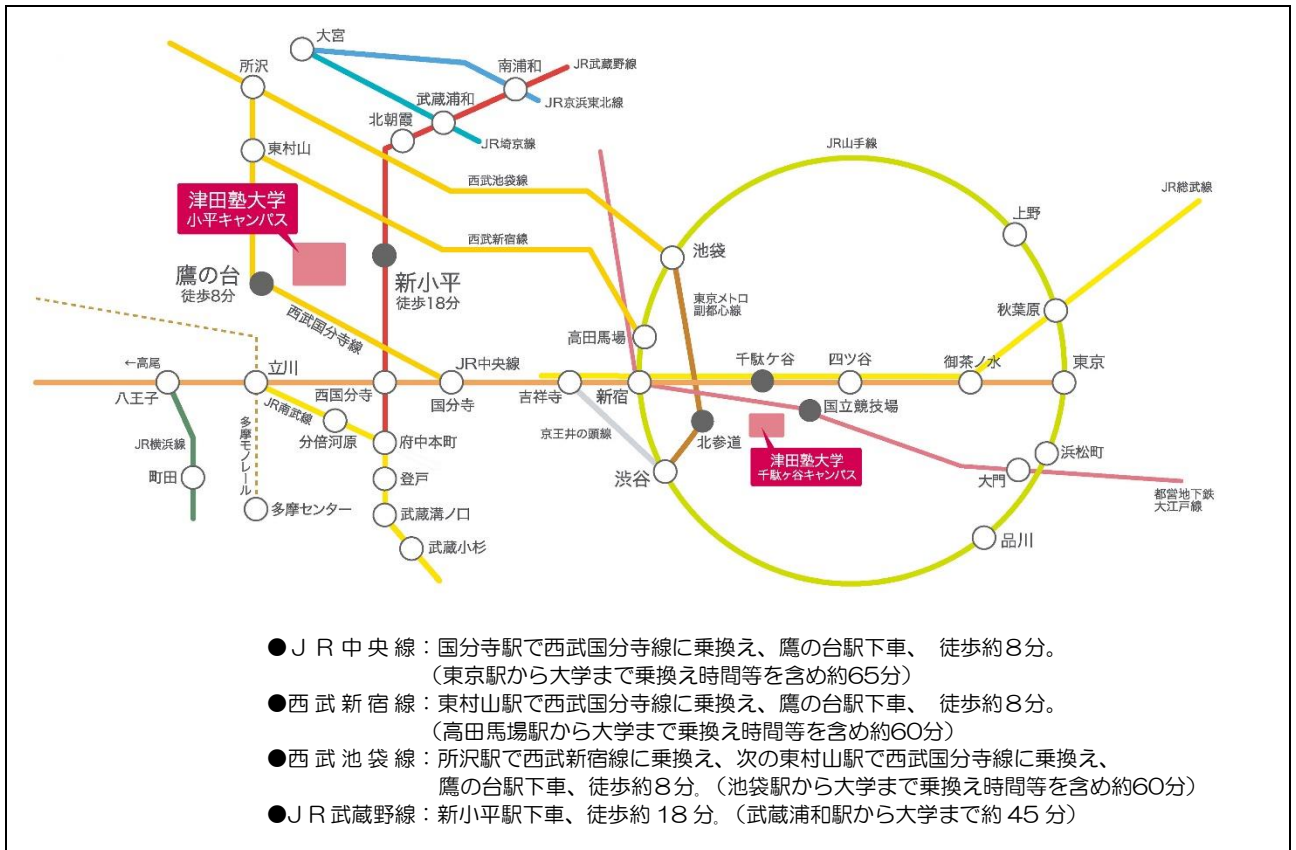 大宮
所沢
南浦和
JR武蔵野線
武蔵浦和
JR京浜東北線
北朝霞
JR埼京線
東村山
JR山手線
西武池袋線
JR総武線
津田塾大学
小平キャンパス
上野
西武新宿線
池袋
鷹の台
徒歩8分
新小平
徒歩18分
東京メトロ
副都心線
秋葉原
西武国分寺線
高田馬場
←高尾
立川
JR中央線
千駄ケ谷
四ツ谷
御茶ノ水
東京
八王子
西国分寺
国分寺
吉祥寺
新宿
国立競技場
JR南武線
分倍河原
府中本町
京王井の頭線
北参道
JR横浜線
多摩モノレール
浜松町
津田塾大学
千駄ケ谷キャンパス
町田
登戸
渋谷
大門
都営地下鉄
大江戸線
多摩センター
武蔵溝ノ口
品川
武蔵小杉
●ＪＲ中央線：国分寺駅で西武国分寺線に乗換え、鷹の台駅下車、 徒歩約８分。
（東京駅から大学まで乗換え時間等を含め約65分）
●西武新宿線：東村山駅で西武国分寺線に乗換え、鷹の台駅下車、 徒歩約８分。
（高田馬場駅から大学まで乗換え時間等を含め約60分）
●西武池袋線：所沢駅で西武新宿線に乗換え、次の東村山駅で西武国分寺線に乗換え、
鷹の台駅下車、徒歩約８分。（池袋駅から大学まで乗換え時間等を含め約60分）
●ＪＲ武蔵野線：新小平駅下車、徒歩約 18 分。（武蔵浦和駅から大学まで約 45 分）